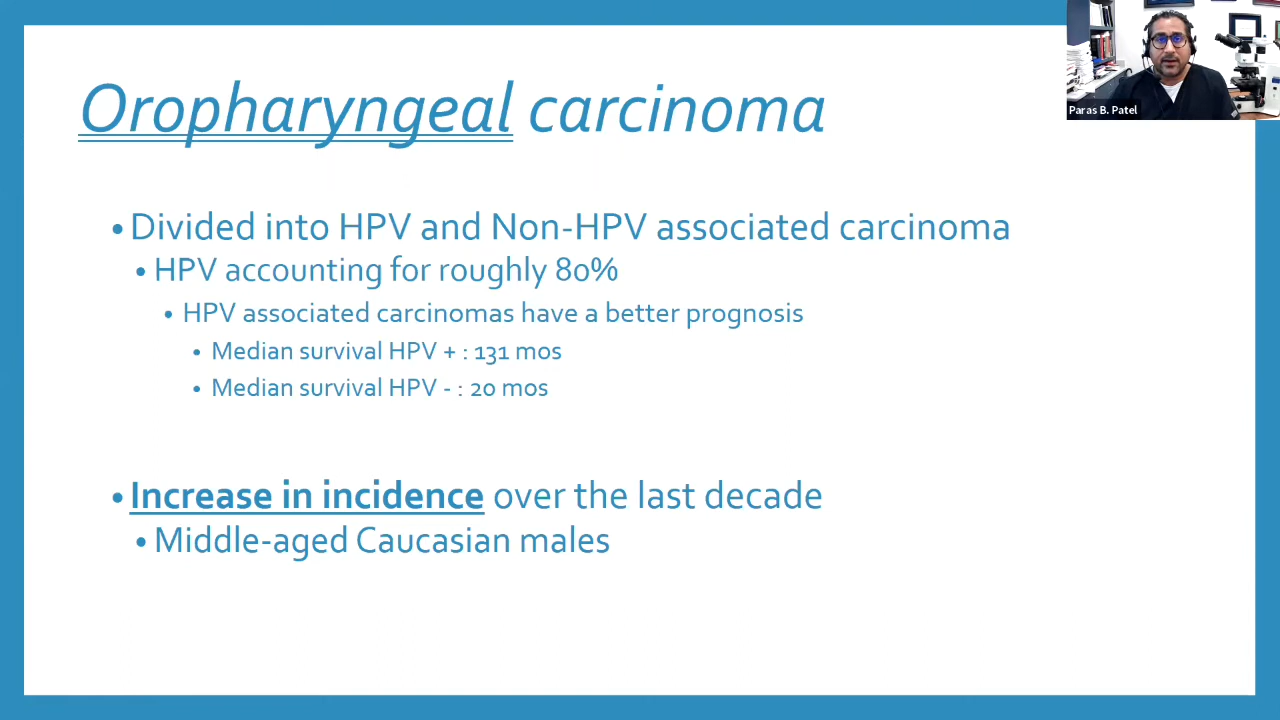 Oropharyngeal carcinoma
Paras B. Patel
• Divided into HPV and Non-HPV associated carcinoma
• HPV accounting for roughly 80%
• HPV associated carcinomas have a better prognosis
• Median survival HPV + : 131 mos
• Median survival HPV - : 20 mos
• Increase in incidence over the last decade
• Middle-aged Caucasian males